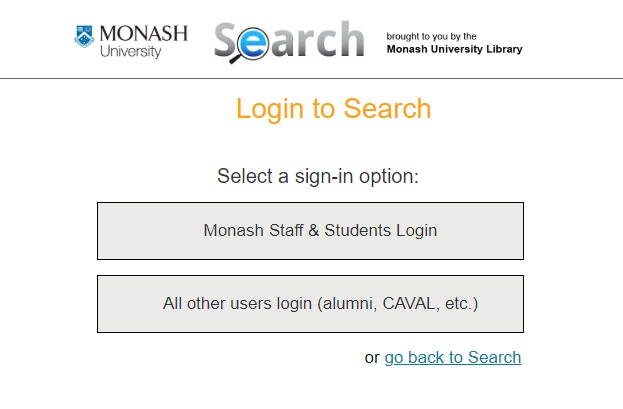 MONASH
University
Search
brought to you by the
Monash University Library
Login to Search
Select a sign-in option:
Monash Staff & Students Login
All other users login (alumni, CAVAL, etc.)
or go back to Search